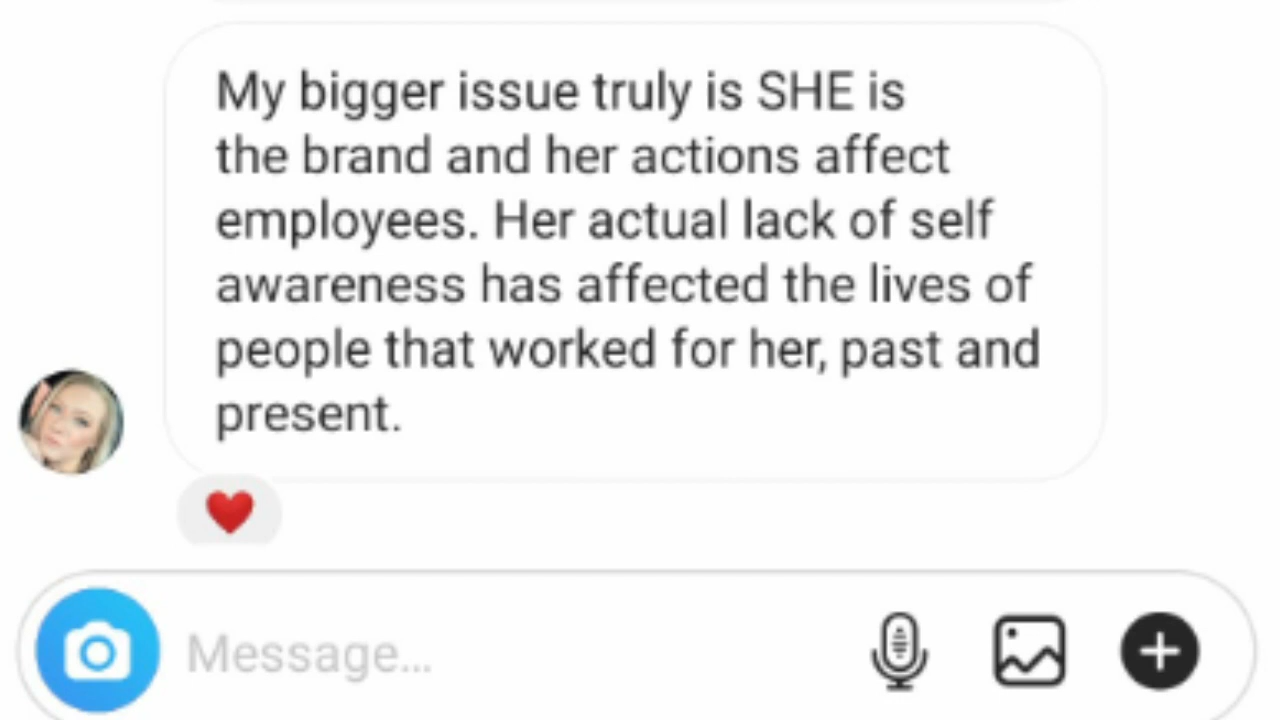 My bigger issue truly is SHE is
the brand and her actions affect
employees. Her actual lack of self
awareness has affected the lives of
people that worked for her, past and
present.
Message...